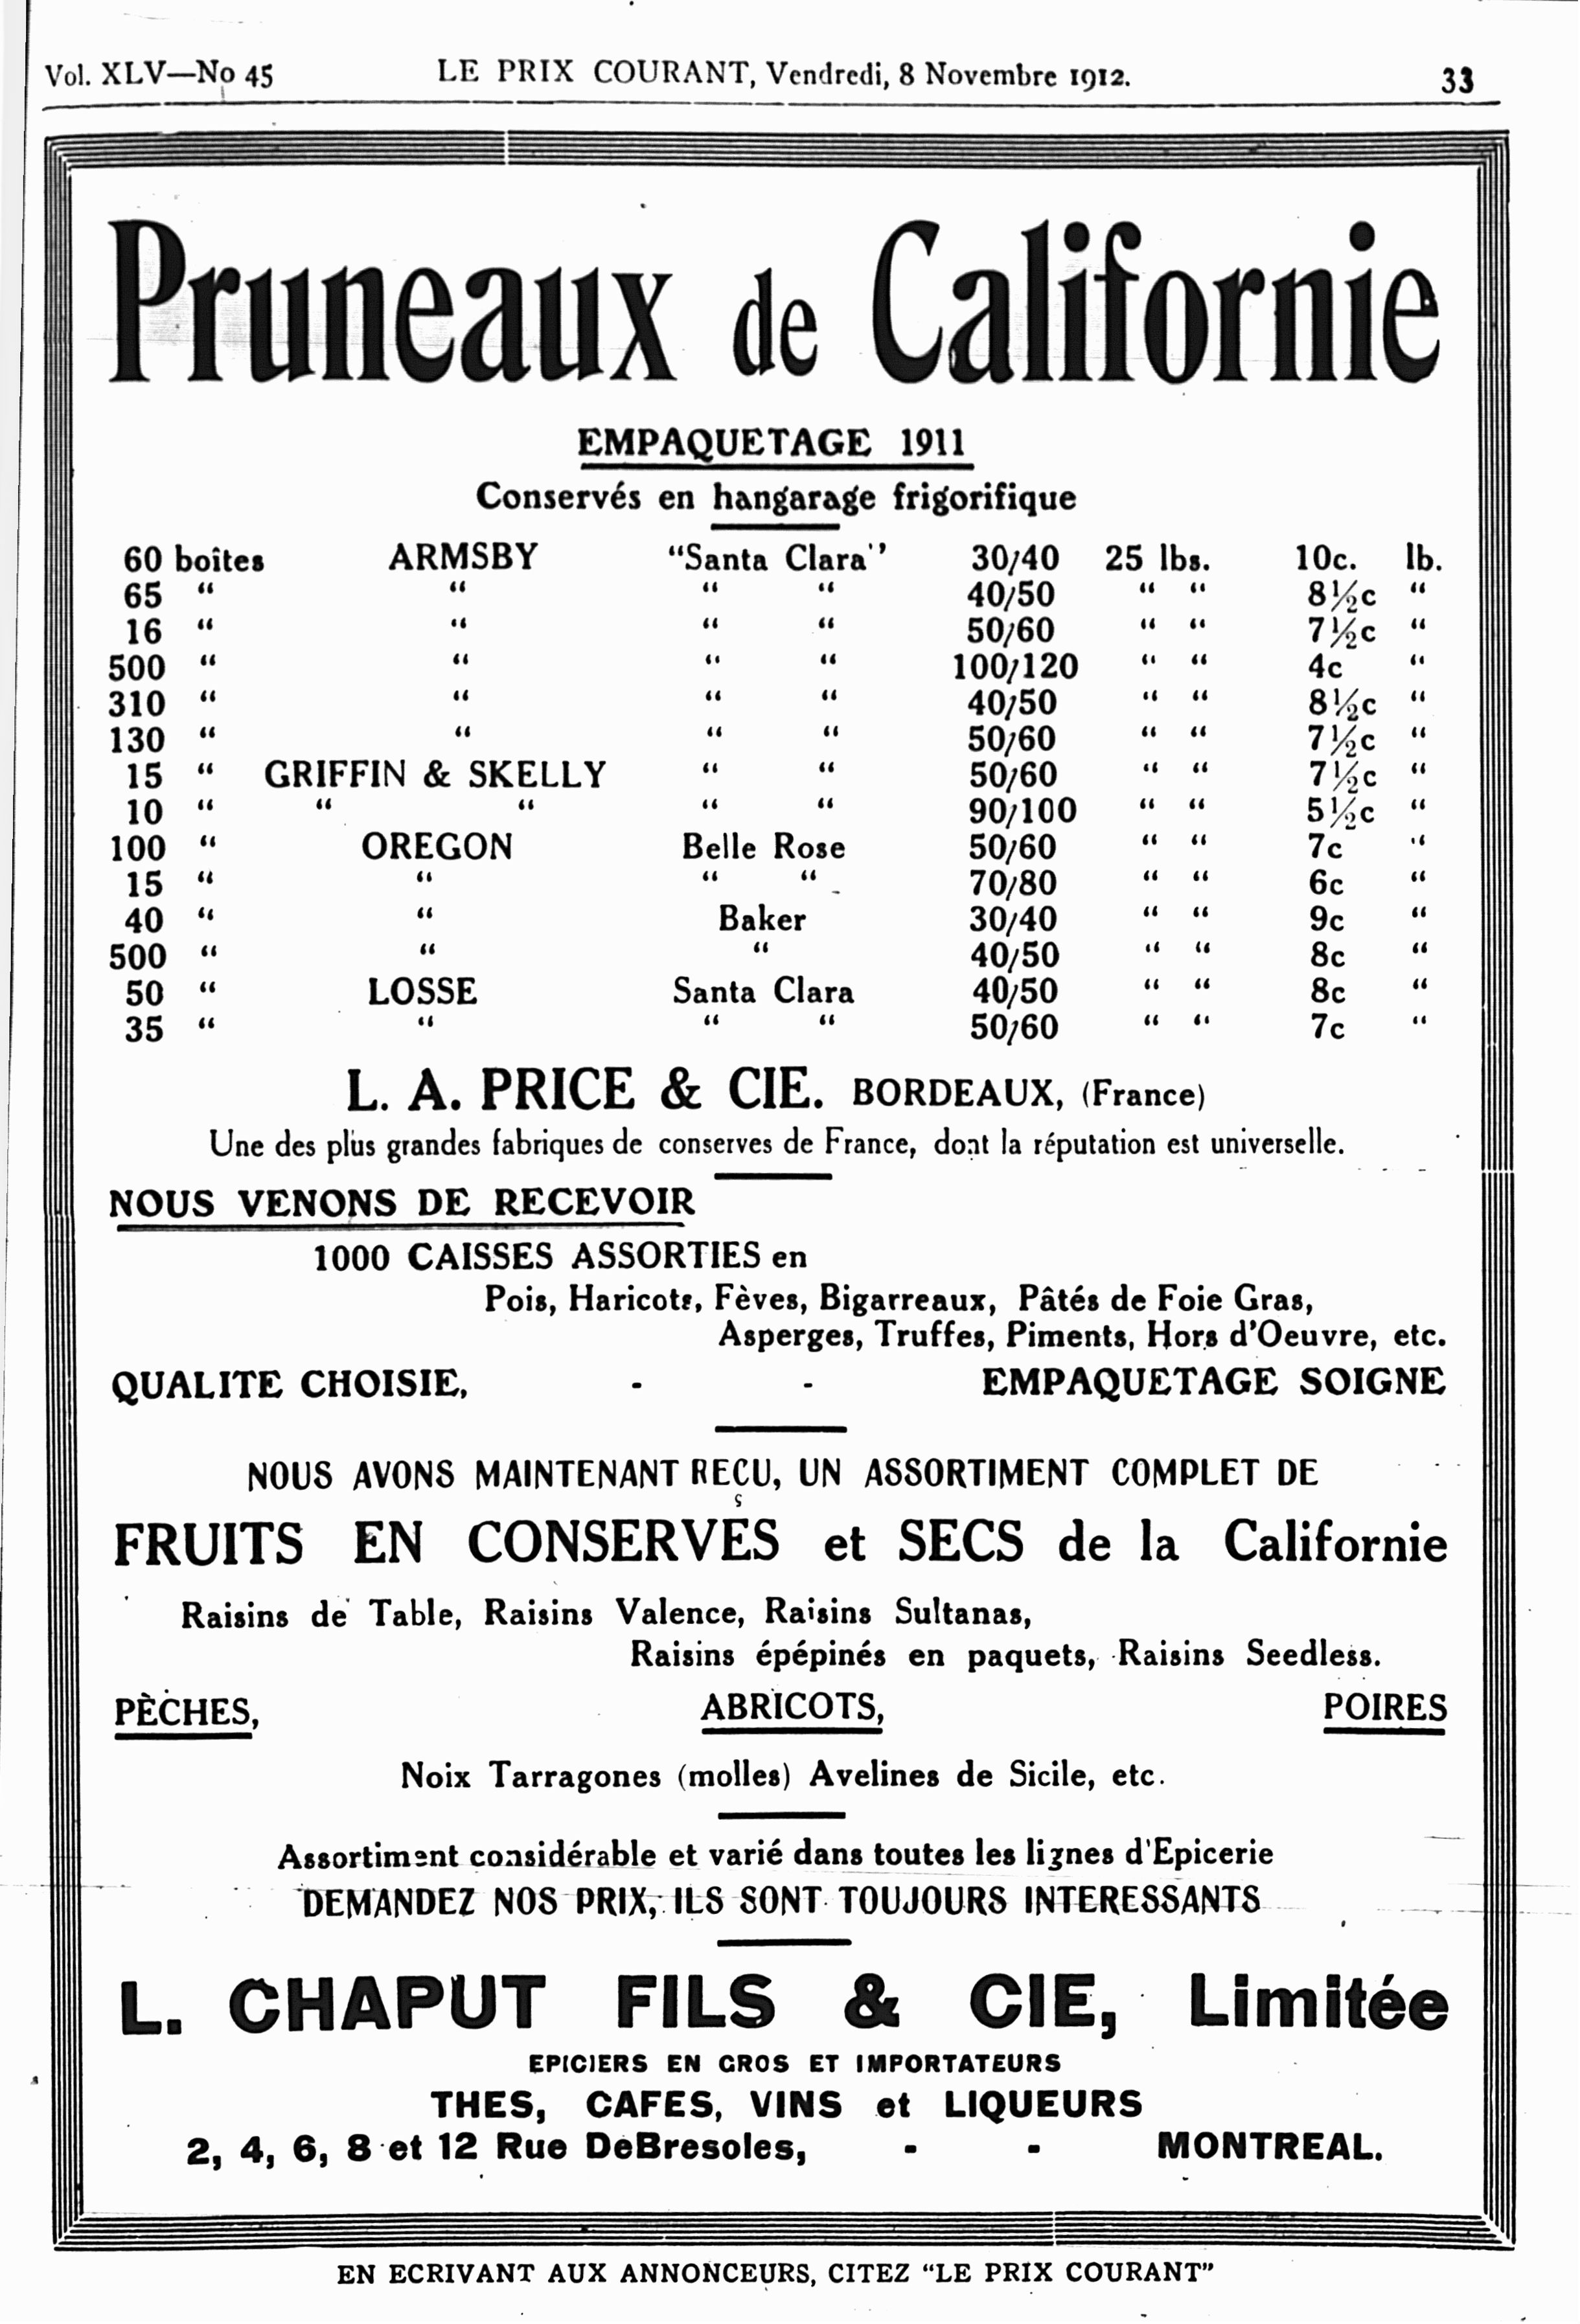 Vol. XLV—No 45 LE PRIX COURANT, Vendredi, 8 Novembre 1912. 33
Pruneaux de Californie
EMPAQUETAGE 1911
Conservés en hangarage frigorifique
60 boîtes ARMSBY "Santa Clara" 30/40 25 lbs. 10c. lb.
65 " " " " 40/50 " " 8½c "
16 " " " " 50/60 " " 7½c "
500 " " " " 100/120 " " 4c "
310 " " " " 40/50 " " 8½c "
130 " " " " 50/60 " " 7½c "
15 " GRIFFIN & SKELLY " " 50/60 " " 7½c "
10 " " " " " 90/100 " " 5½c "
100 " OREGON Belle Rose 50/60 " " 7c "
15 " " " " 70/80 " " 6c "
40 " " Baker 30/40 " " 9c "
500 " " " 40/50 " " 8c "
50 " LOSSE Santa Clara 40/50 " " 8c "
35 " " " " 50/60 " " 7c "
L. A. PRICE & CIE. BORDEAUX, (France)
Une des plus grandes fabriques de conserves de France, dont la réputation est universelle.
NOUS VENONS DE RECEVOIR
1000 CAISSES ASSORTIES en
Pois, Haricots, Fèves, Bigarreaux, Pâtés de Foie Gras,
Asperges, Truffes, Piments, Hors d'Oeuvre, etc.
QUALITE CHOISIE, - - EMPAQUETAGE SOIGNE
NOUS AVONS MAINTENANT REÇU, UN ASSORTIMENT COMPLET DE
FRUITS EN CONSERVES et SECS de la Californie
Raisins de Table, Raisins Valence, Raisins Sultanas,
Raisins épépinés en paquets, Raisins Seedless.
PÈCHES, ABRICOTS, POIRES
Noix Tarragones (molles) Avelines de Sicile, etc.
Assortiment considérable et varié dans toutes les lignes d'Epicerie
DEMANDEZ NOS PRIX, ILS SONT TOUJOURS INTERESSANTS
L. CHAPUT FILS & CIE, Limitée
EPICIERS EN GROS ET IMPORTATEURS
THES, CAFES, VINS et LIQUEURS
2, 4, 6, 8 et 12 Rue DeBresoles, - - MONTREAL.
EN ECRIVANT AUX ANNONCEURS, CITEZ "LE PRIX COURANT"